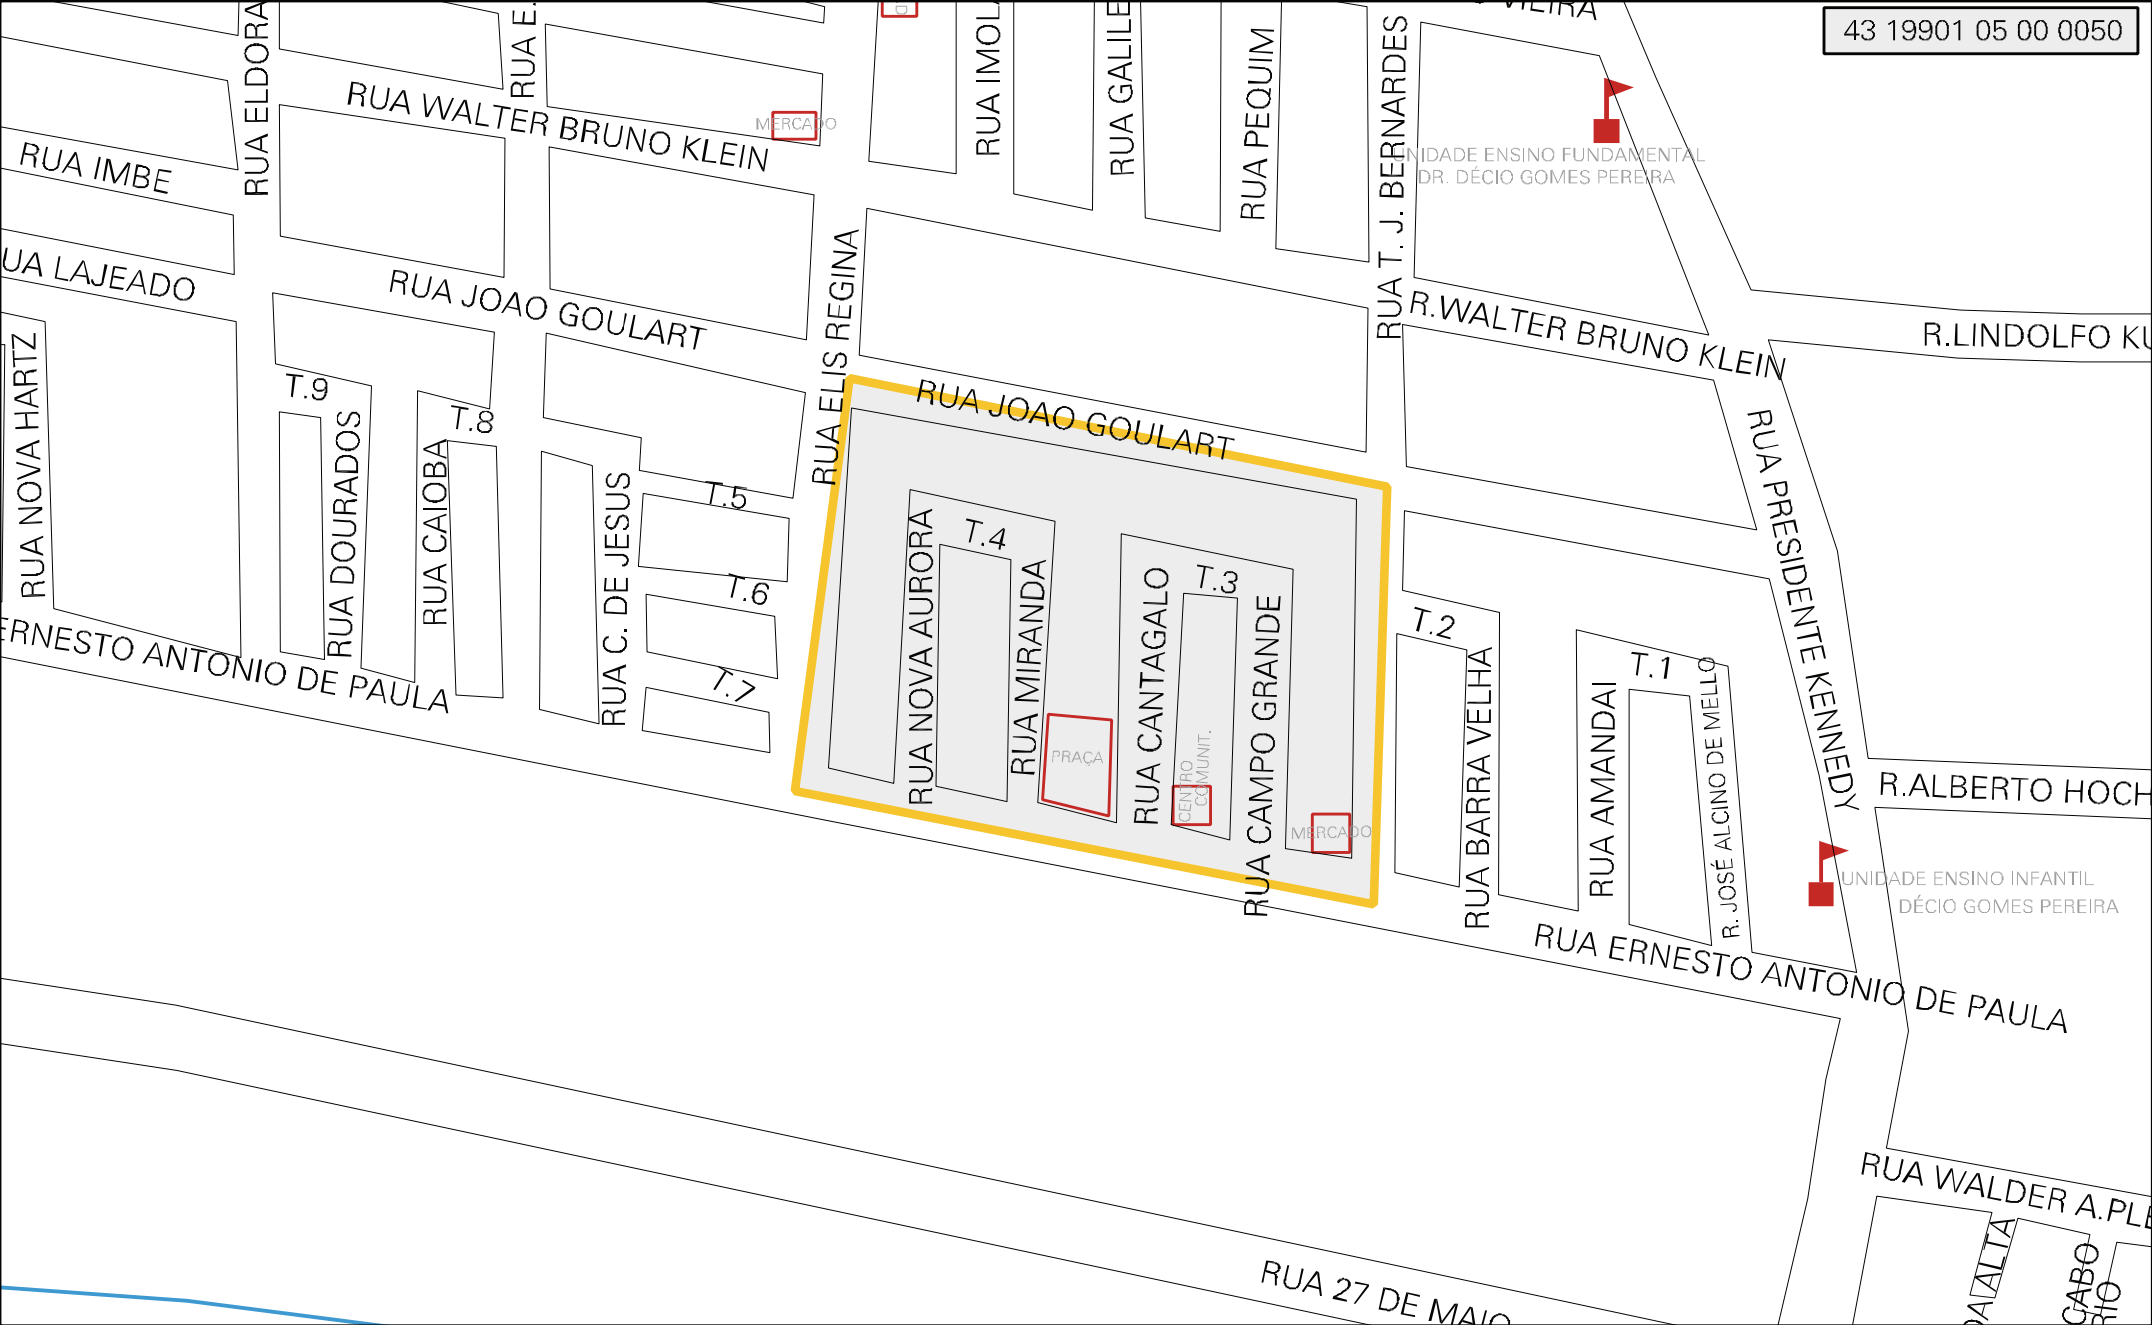 43 19901 05 00 0050
RUA ELDORA
RUA E.
RUA WALTER BRUNO KLEIN
MERCADO
RUA IMOL
RUA GALILE
RUA PEQUIM
RUA T. J. BERNARDES
UNIDADE ENSINO FUNDAMENTAL
DR. DÉCIO GOMES PEREIRA
RUA IMBE
UA LAJEADO
RUA JOAO GOULART
RUA ELIS REGINA
R.WALTER BRUNO KLEIN
R.LINDOLFO KU
RUA NOVA HARTZ
T.9
RUA DOURADOS
T.8
RUA CAIOBA
RUA C. DE JESUS
T.5
T.6
T.7
RUA JOAO GOULART
RUA NOVA AURORA
T.4
RUA MIRANDA
PRAÇA
RUA CANTAGALO
T.3
CENTRO
COMUNIT.
RUA CAMPO GRANDE
MERCADO
T.2
RUA BARRA VELHA
RUA AMANDAI
T.1
R. JOSÉ ALCINO DE MELLO
RUA PRESIDENTE KENNEDY
R.ALBERTO HOCH
UNIDADE ENSINO INFANTIL
DÉCIO GOMES PEREIRA
ERNESTO ANTONIO DE PAULA
RUA ERNESTO ANTONIO DE PAULA
RUA WALDER A.PLE
DA ALTA
CABO
RIO
RUA 27 DE MAIO